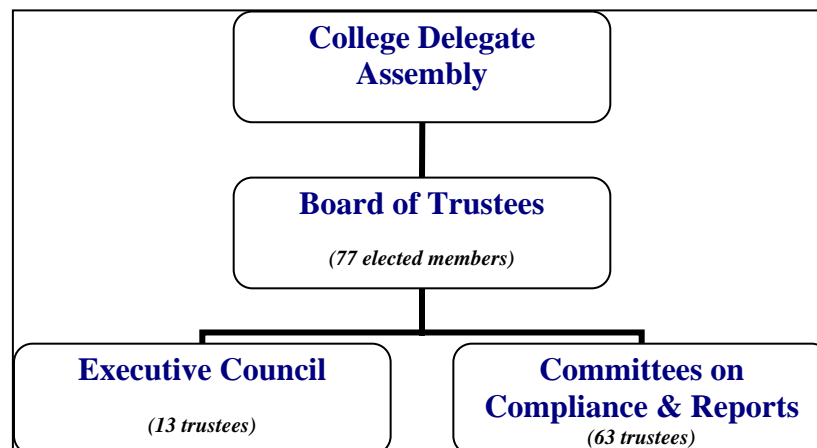 College Delegate
Assembly
Board of Trustees
(77 elected members)
Executive Council
(13 trustees)
Committees on
Compliance & Reports
(63 trustees)